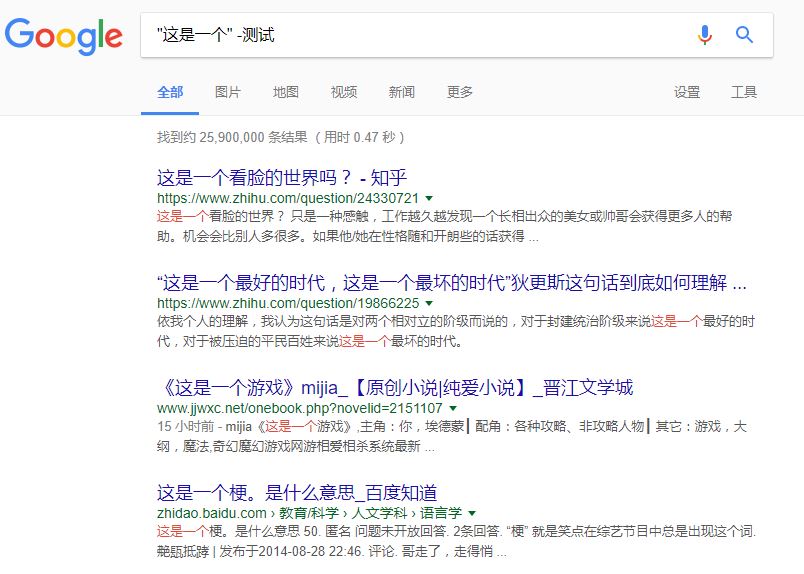 Google
"这是一个" -测试
全部 图片 地图 视频 新闻 更多 设置 工具
找到约 25,900,000 条结果 （用时 0.47 秒）
这是一个看脸的世界吗？ - 知乎
https://www.zhihu.com/question/24330721
这是一个看脸的世界？ 只是一种感触，工作越久越发现一个长相出众的美女或帅哥会获得更多人的帮
助。机会会比别人多很多。如果他/她在性格随和开朗些的话获得 ...
“这是一个最好的时代，这是一个最坏的时代”狄更斯这句话到底如何理解 ...
https://www.zhihu.com/question/19866225
依我个人的理解，我认为这句话是对两个相对立的阶级而说的，对于封建统治阶级来说这是一个最好的时
代，对于被压迫的平民百姓来说这是一个最坏的时代。
《这是一个游戏》mijia_【原创小说|纯爱小说】_晋江文学城
www.jjwxc.net/onebook.php?novelid=2151107
15 小时前 - mijia《这是一个游戏》,主角：你，埃德蒙┃ 配角：各种攻略、非攻略人物┃ 其它：游戏，大
纲，魔法,奇幻魔幻游戏网游相爱相杀系统最新 ...
这是一个梗。是什么意思_百度知道
zhidao.baidu.com › 教育/科学 › 人文学科 › 语言学
这是一个梗。是什么意思 50. 匿名 问题未开放回答. 2条回答. “梗” 就是笑点在综艺节目中总是出现这个词.
| 发布于2014-08-28 22:46. 评论. 哥走了，走得悄 ...